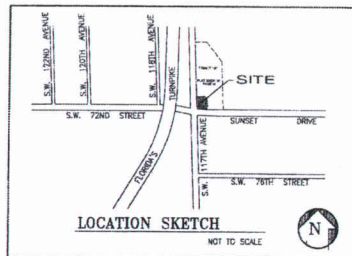 S.W. 122ND AVENUE
S.W. 120TH AVENUE
S.W. 118TH AVENUE
TURNPIKE
SITE
S.W. 72ND STREET
SUNSET DRIVE
FLORIDA'S
S.W. 117TH AVENUE
S.W. 76TH STREET
LOCATION SKETCH
NOT TO SCALE
N